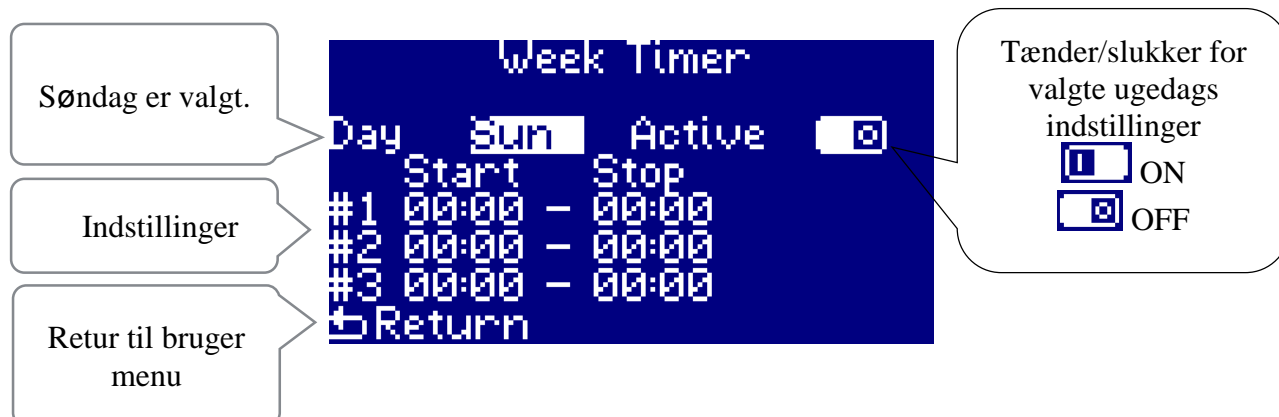 Week Timer
Søndag er valgt.
Day Sun Active
Start Stop
#1 00:00 – 00:00
#2 00:00 – 00:00
#3 00:00 – 00:00
Return
Indstillinger
Retur til bruger
menu
Tænder/slukker for
valgte ugedags
indstillinger
ON
OFF